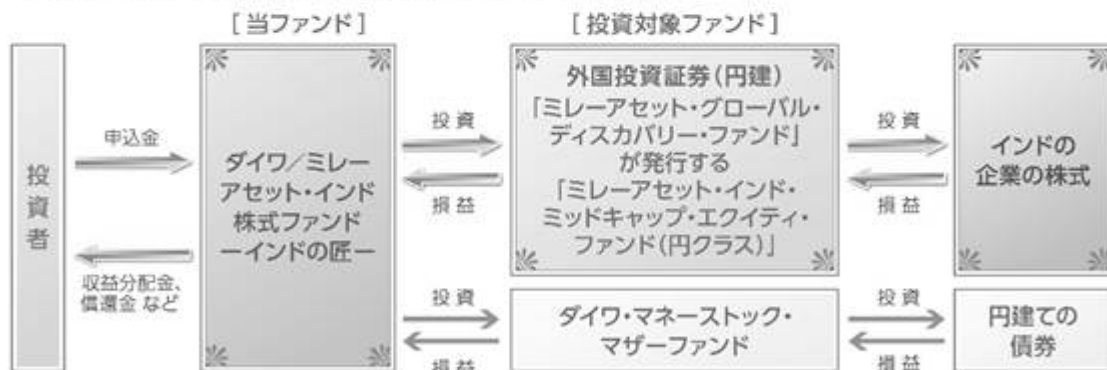 [当ファンド]
[投資対象ファンド]
投資者
申込金
収益分配金、
償還金 など
ダイワ／ミレー
アセット・インド
株式ファンド
ーインドの匠ー
投資
損益
外国投資証券(円建)
「ミレーアセット・グローバル・
ディスカバリー・ファンド」
が発行する
「ミレーアセット・インド・
ミッドキャップ・エクイティ・
ファンド(円クラス)」
投資
損益
インドの
企業の株式
投資
損益
ダイワ・マネーストック・
マザーファンド
投資
損益
円建ての
債券